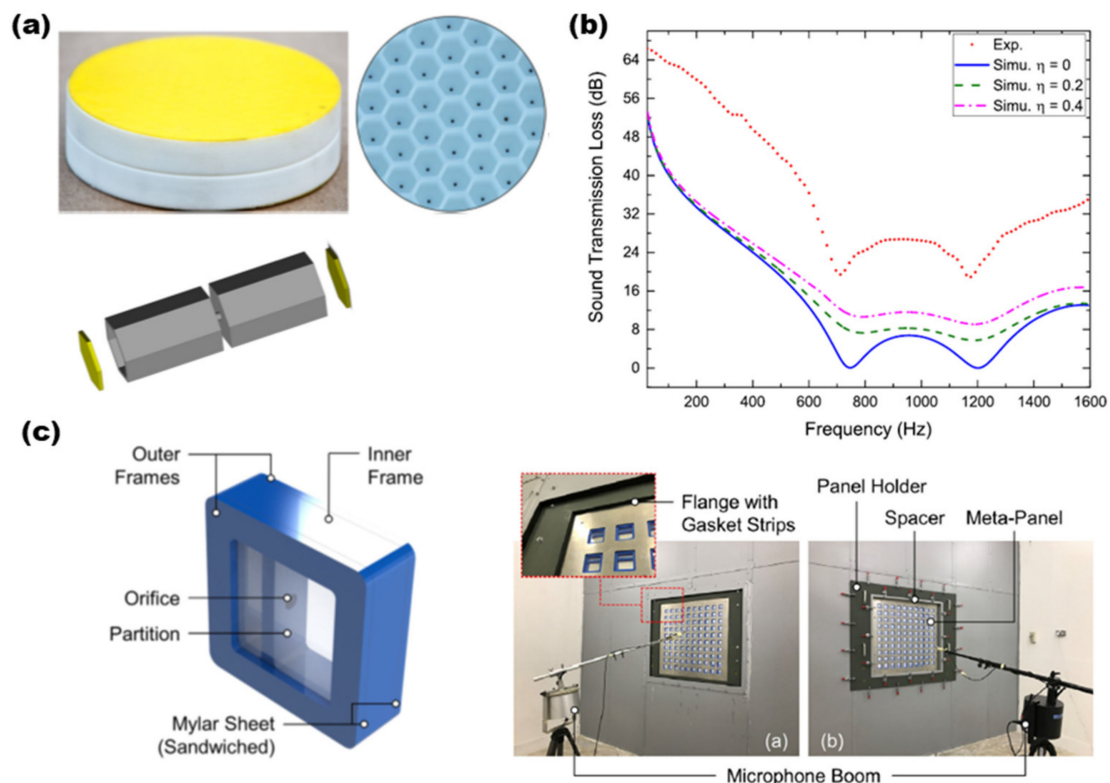 (a)
(b)
Sound Transmission Loss (dB)
64
56
48
40
32
24
16
8
0
200
400
600
800
1000
1200
1400
1600
Frequency (Hz)
Exp.
Simu. η = 0
Simu. η = 0.2
Simu. η = 0.4
(c)
Outer
Frames
Inner
Frame
Orifice
Partition
Mylar Sheet
(Sandwiched)
Flange with
Gasket Strips
Panel Holder
Spacer
Meta-Panel
(a)
(b)
Microphone Boom